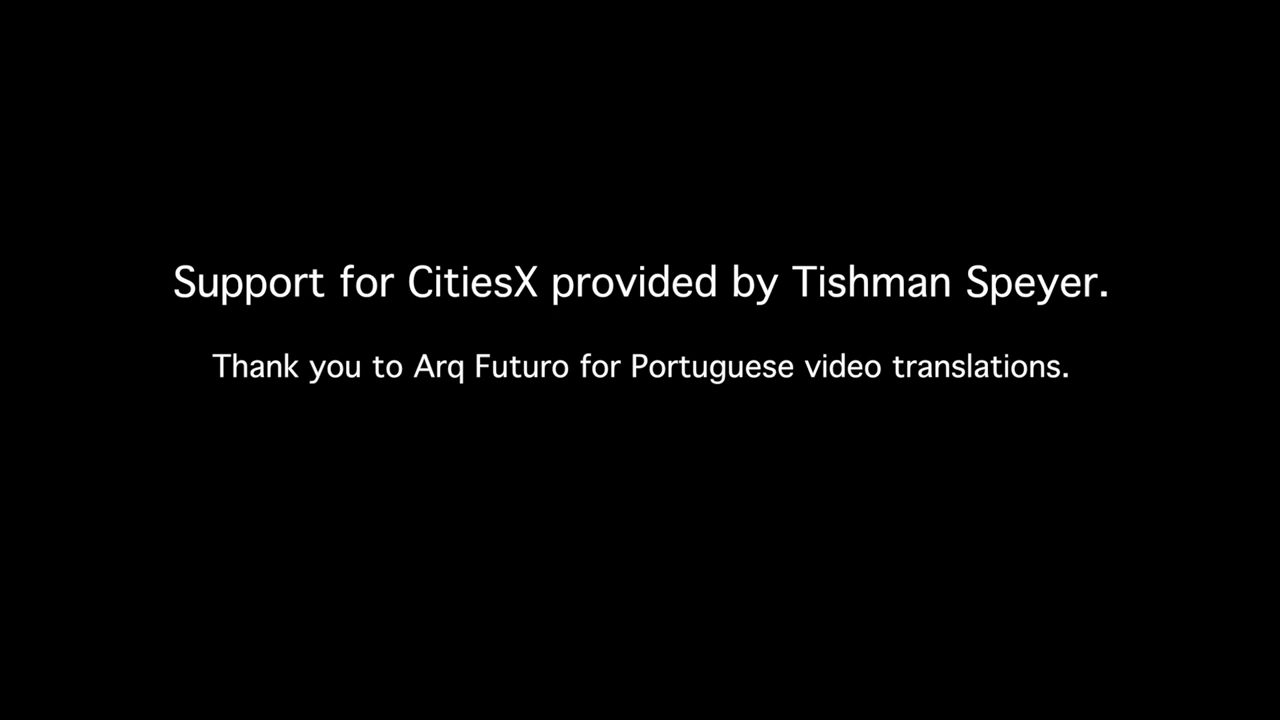 Support for CitiesX provided by Tishman Speyer.
Thank you to Arq Futuro for Portuguese video translations.